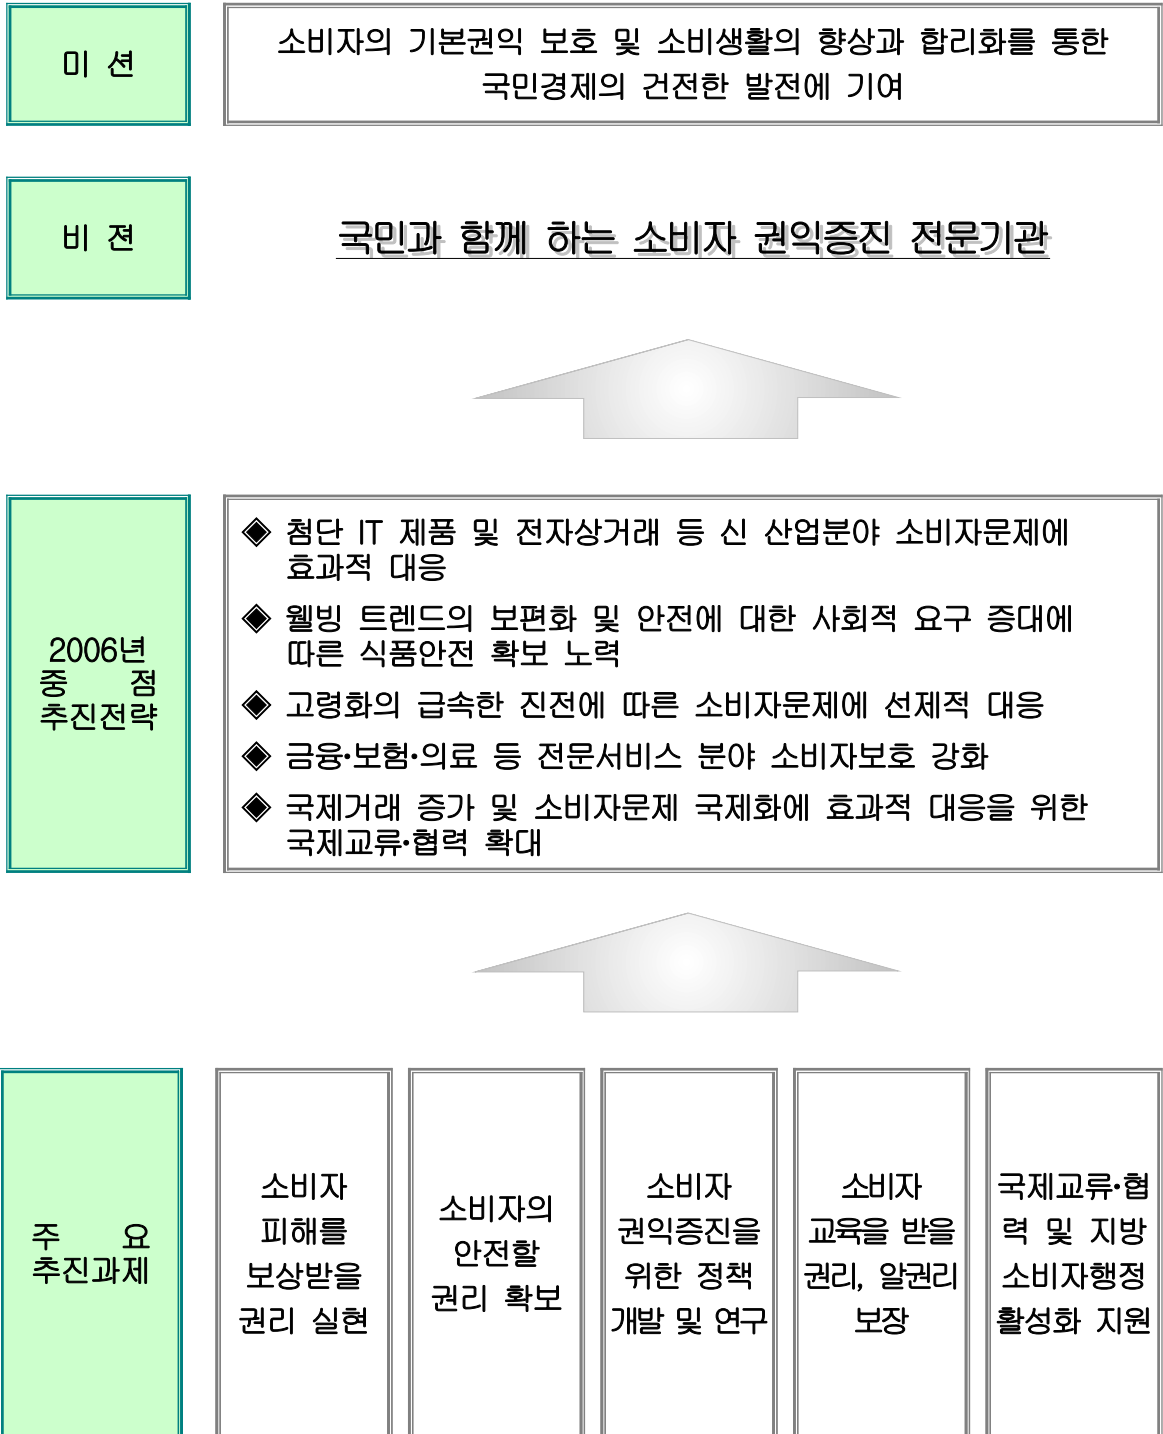 미 션
소비자의 기본권익 보호 및 소비생활의 향상과 합리화를 통한
국민경제의 건전한 발전에 기여
비 젼
국민과 함께 하는 소비자 권익증진 전문기관
2006년
중 점
추진전략
◈ 첨단 IT 제품 및 전자상거래 등 신 산업분야 소비자문제에
효과적 대응
◈ 웰빙 트렌드의 보편화 및 안전에 대한 사회적 요구 증대에
따른 식품안전 확보 노력
◈ 고령화의 급속한 진전에 따른 소비자문제에 선제적 대응
◈ 금융·보험·의료 등 전문서비스 분야 소비자보호 강화
◈ 국제거래 증가 및 소비자문제 국제화에 효과적 대응을 위한
국제교류·협력 확대
주 요
추진과제
소비자
피해를
보상받을
권리 실현
소비자의
안전할
권리 확보
소비자
권익증진을
위한 정책
개발 및 연구
소비자
교육을 받을
권리, 알권리
보장
국제교류·협
력 및 지방
소비자행정
활성화 지원